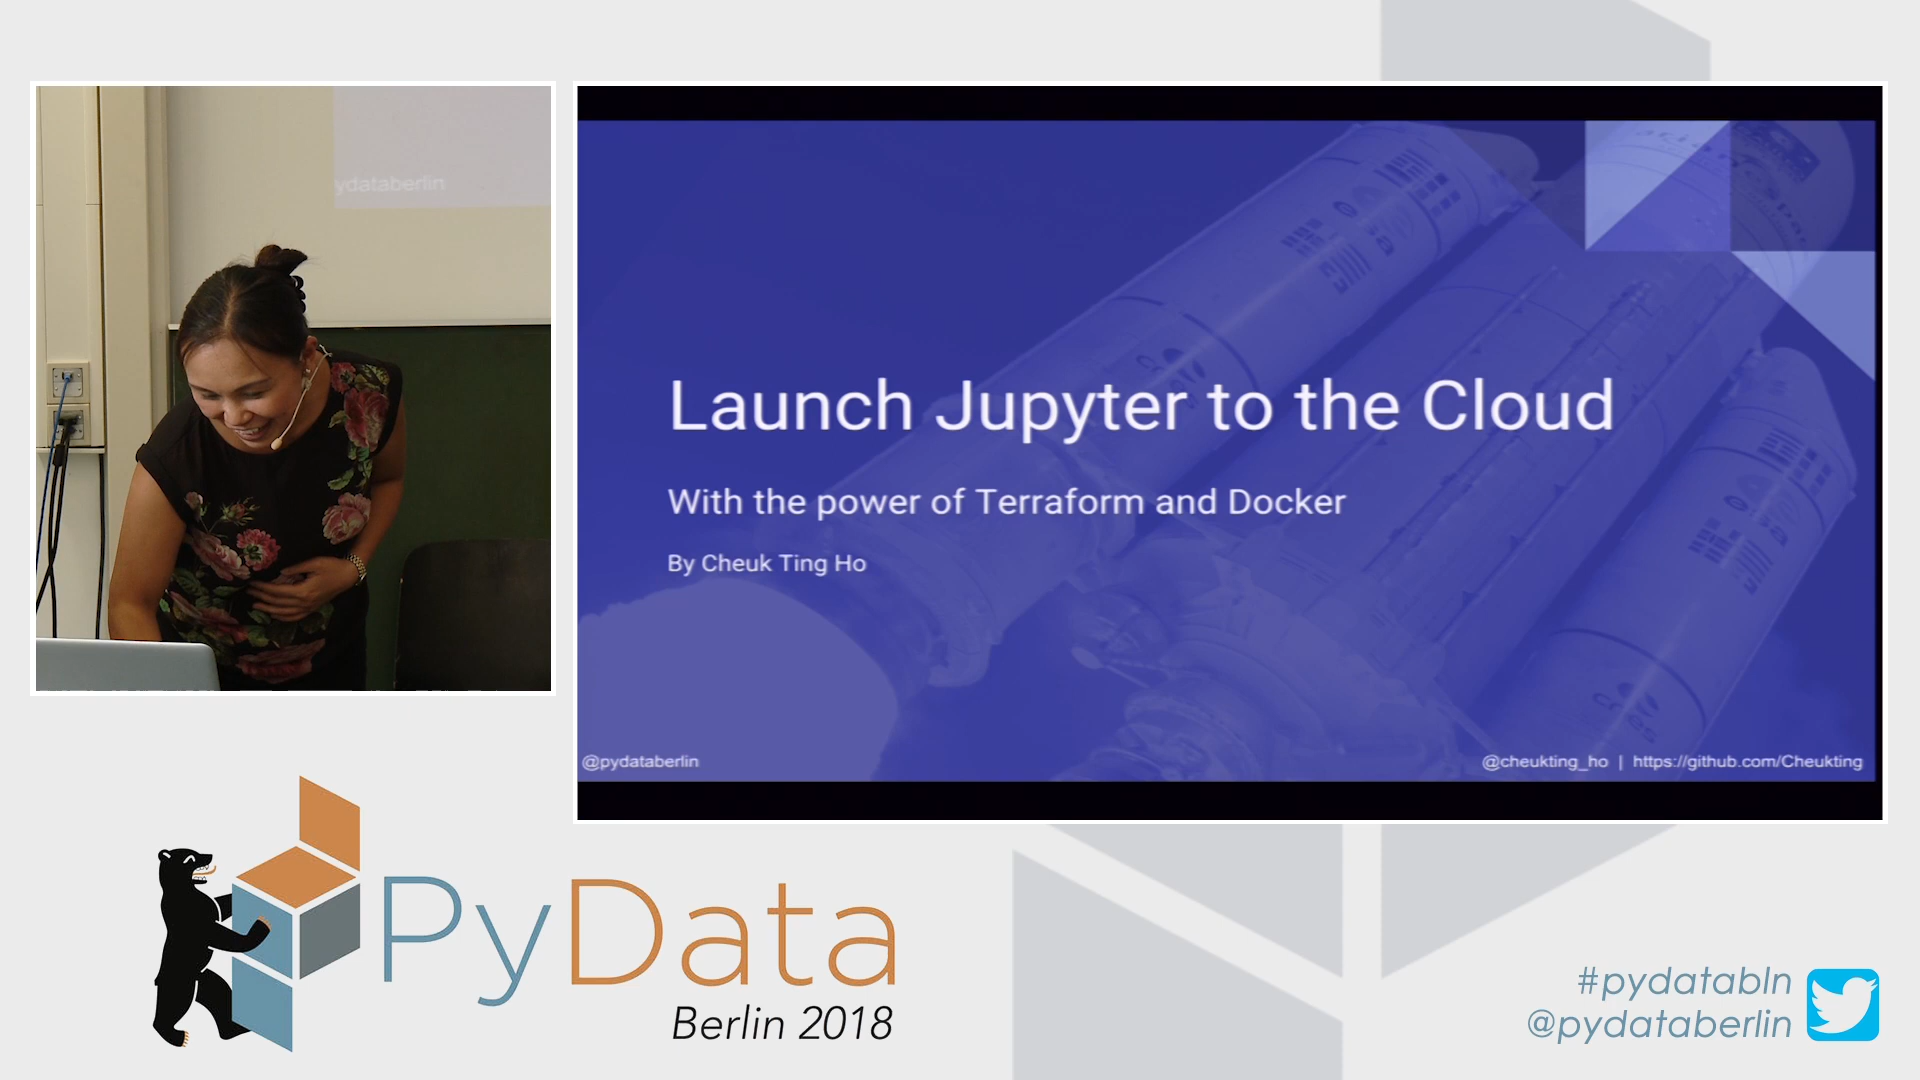 ydataberlin
Launch Jupyter to the Cloud
With the power of Terraform and Docker
By Cheuk Ting Ho
@pydataberlin
@cheukting_ho | https://github.com/Cheukting
PyData
Berlin 2018
#pydatabln
@pydataberlin